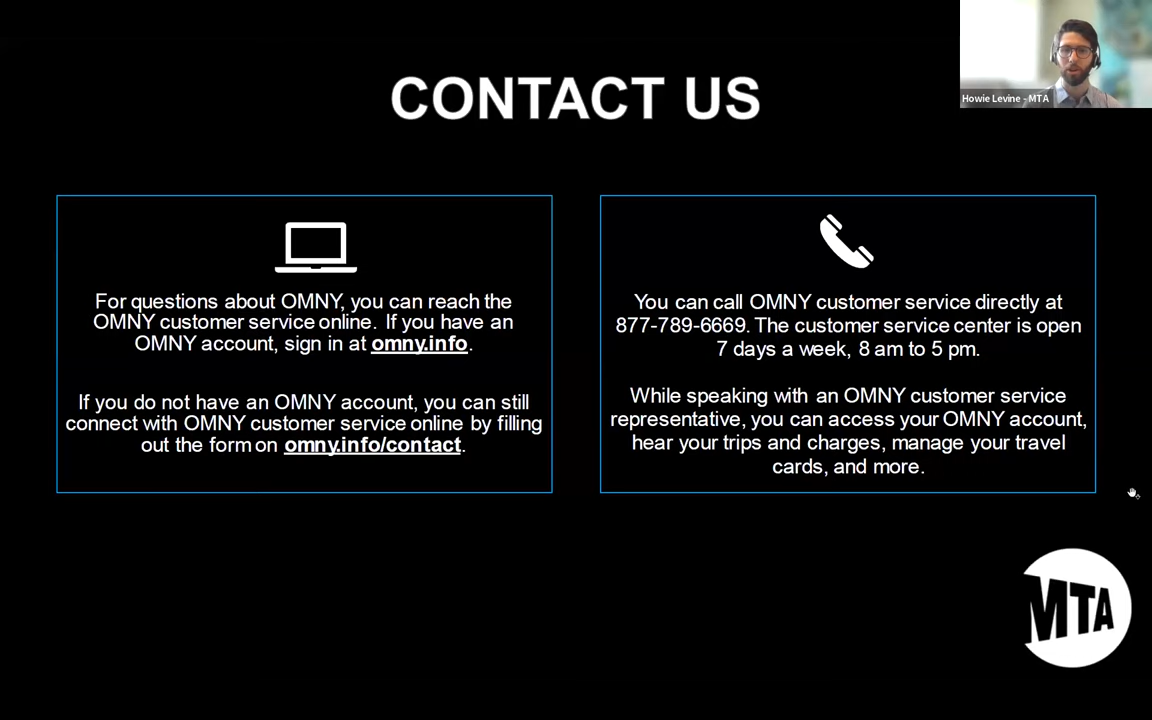 Howie Levine - MTA
CONTACT US
For questions about OMNY, you can reach the
OMNY customer service online. If you have an
OMNY account, sign in at omny.info.
If you do not have an OMNY account, you can still
connect with OMNY customer service online by filling
out the form on omny.info/contact.
You can call OMNY customer service directly at
877-789-6669. The customer service center is open
7 days a week, 8 am to 5 pm.
While speaking with an OMNY customer service
representative, you can access your OMNY account,
hear your trips and charges, manage your travel
cards, and more.
MTA